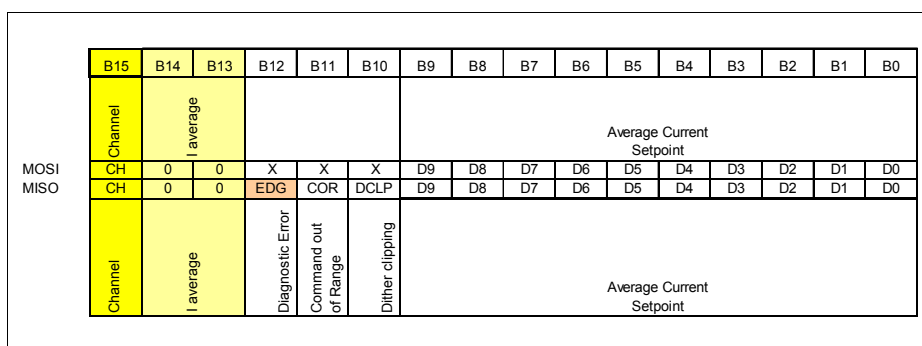 B15 B14 B13 B12 B11 B10 B9 B8 B7 B6 B5 B4 B3 B2 B1 B0
Channel
I average
Average Current
Setpoint
MOSI CH 0 0 X X X D9 D8 D7 D6 D5 D4 D3 D2 D1 D0
MISO CH 0 0 EDG COR DCLP D9 D8 D7 D6 D5 D4 D3 D2 D1 D0
Channel
I average
Diagnostic Error
Command out
of Range
Dither clipping
Average Current
Setpoint